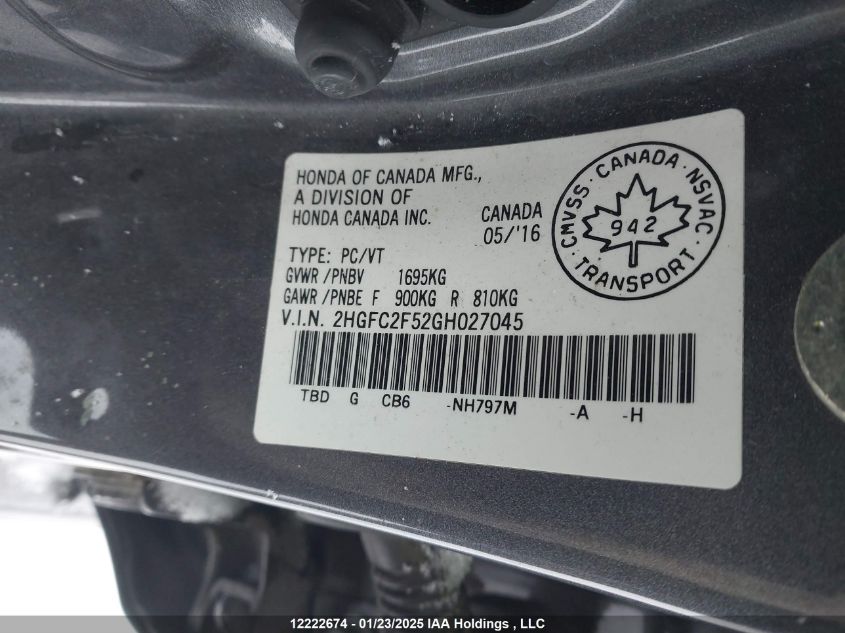 HONDA OF CANADA MFG.,
A DIVISION OF
HONDA CANADA INC.
CANADA
05/'16
TYPE: PC/VT
GVWR /PNBV 1695KG
GAWR /PNBE F 900KG R 810KG
V.I.N. 2HGFC2F52GH027045
TBD G CB6 -NH797M -A -H
CMVSS · CANADA · NSVAC
942
TRANSPORT
12222674 - 01/23/2025 IAA Holdings , LLC